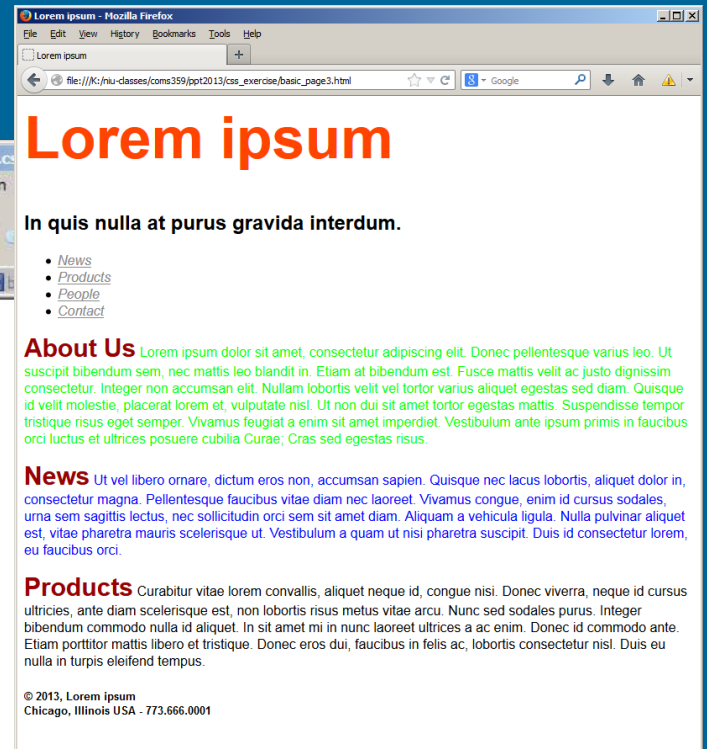 Lorem ipsum - Mozilla Firefox
File Edit View History Bookmarks Tools Help
Lorem ipsum
file:///K:/niu-classes/coms359/ppt2013/css_exercise/basic_page3.html
Google
Lorem ipsum
In quis nulla at purus gravida interdum.
News
Products
People
Contact
About Us Lorem ipsum dolor sit amet, consectetur adipiscing elit. Donec pellentesque varius leo. Ut
suscipit bibendum sem, nec mattis leo blandit in. Etiam at bibendum est. Fusce mattis velit ac justo dignissim
consectetur. Integer non accumsan elit. Nullam lobortis velit vel tortor varius aliquet egestas sed diam. Quisque
id velit molestie, placerat lorem et, vulputate nisl. Ut non dui sit amet tortor egestas mattis. Suspendisse tempor
tristique risus eget semper. Vivamus feugiat a enim sit amet imperdiet. Vestibulum ante ipsum primis in faucibus
orci luctus et ultrices posuere cubilia Curae; Cras sed egestas risus.
News Ut vel libero ornare, dictum eros non, accumsan sapien. Quisque nec lacus lobortis, aliquet dolor in,
consectetur magna. Pellentesque faucibus vitae diam nec laoreet. Vivamus congue, enim id cursus sodales,
urna sem sagittis lectus, nec sollicitudin orci sem sit amet diam. Aliquam a vehicula ligula. Nulla pulvinar aliquet
est, vitae pharetra mauris scelerisque ut. Vestibulum a quam ut nisi pharetra suscipit. Duis id consectetur lorem,
eu faucibus orci.
Products Curabitur vitae lorem convallis, aliquet neque id, congue nisi. Donec viverra, neque id cursus
ultricies, ante diam scelerisque est, non lobortis risus metus vitae arcu. Nunc sed sodales purus. Integer
bibendum commodo nulla id aliquet. In sit amet mi in nunc laoreet ultrices a ac enim. Donec id commodo ante.
Etiam porttitor mattis libero et tristique. Donec eros dui, faucibus in felis ac, lobortis consectetur nisl. Duis eu
nulla in turpis eleifend tempus.
© 2013, Lorem ipsum
Chicago, Illinois USA - 773.666.0001